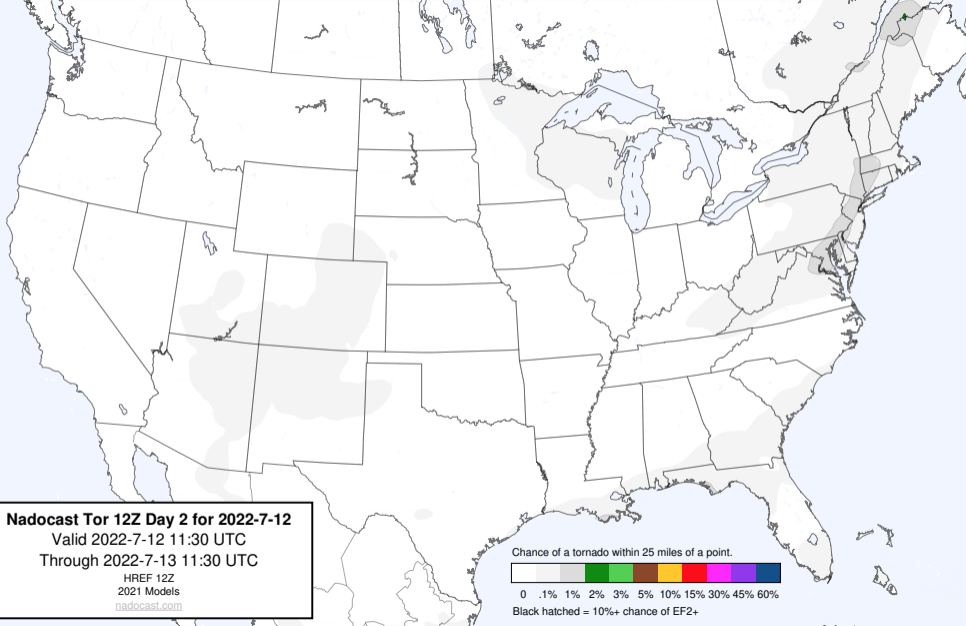 Nadocast Tor 12Z Day 2 for 2022-7-12
Valid 2022-7-12 11:30 UTC
Through 2022-7-13 11:30 UTC
HREF 12Z
2021 Models
nadocast.com
Chance of a tornado within 25 miles of a point.
0 .1% 1% 2% 3% 5% 10% 15% 30% 45% 60%
Black hatched = 10%+ chance of EF2+